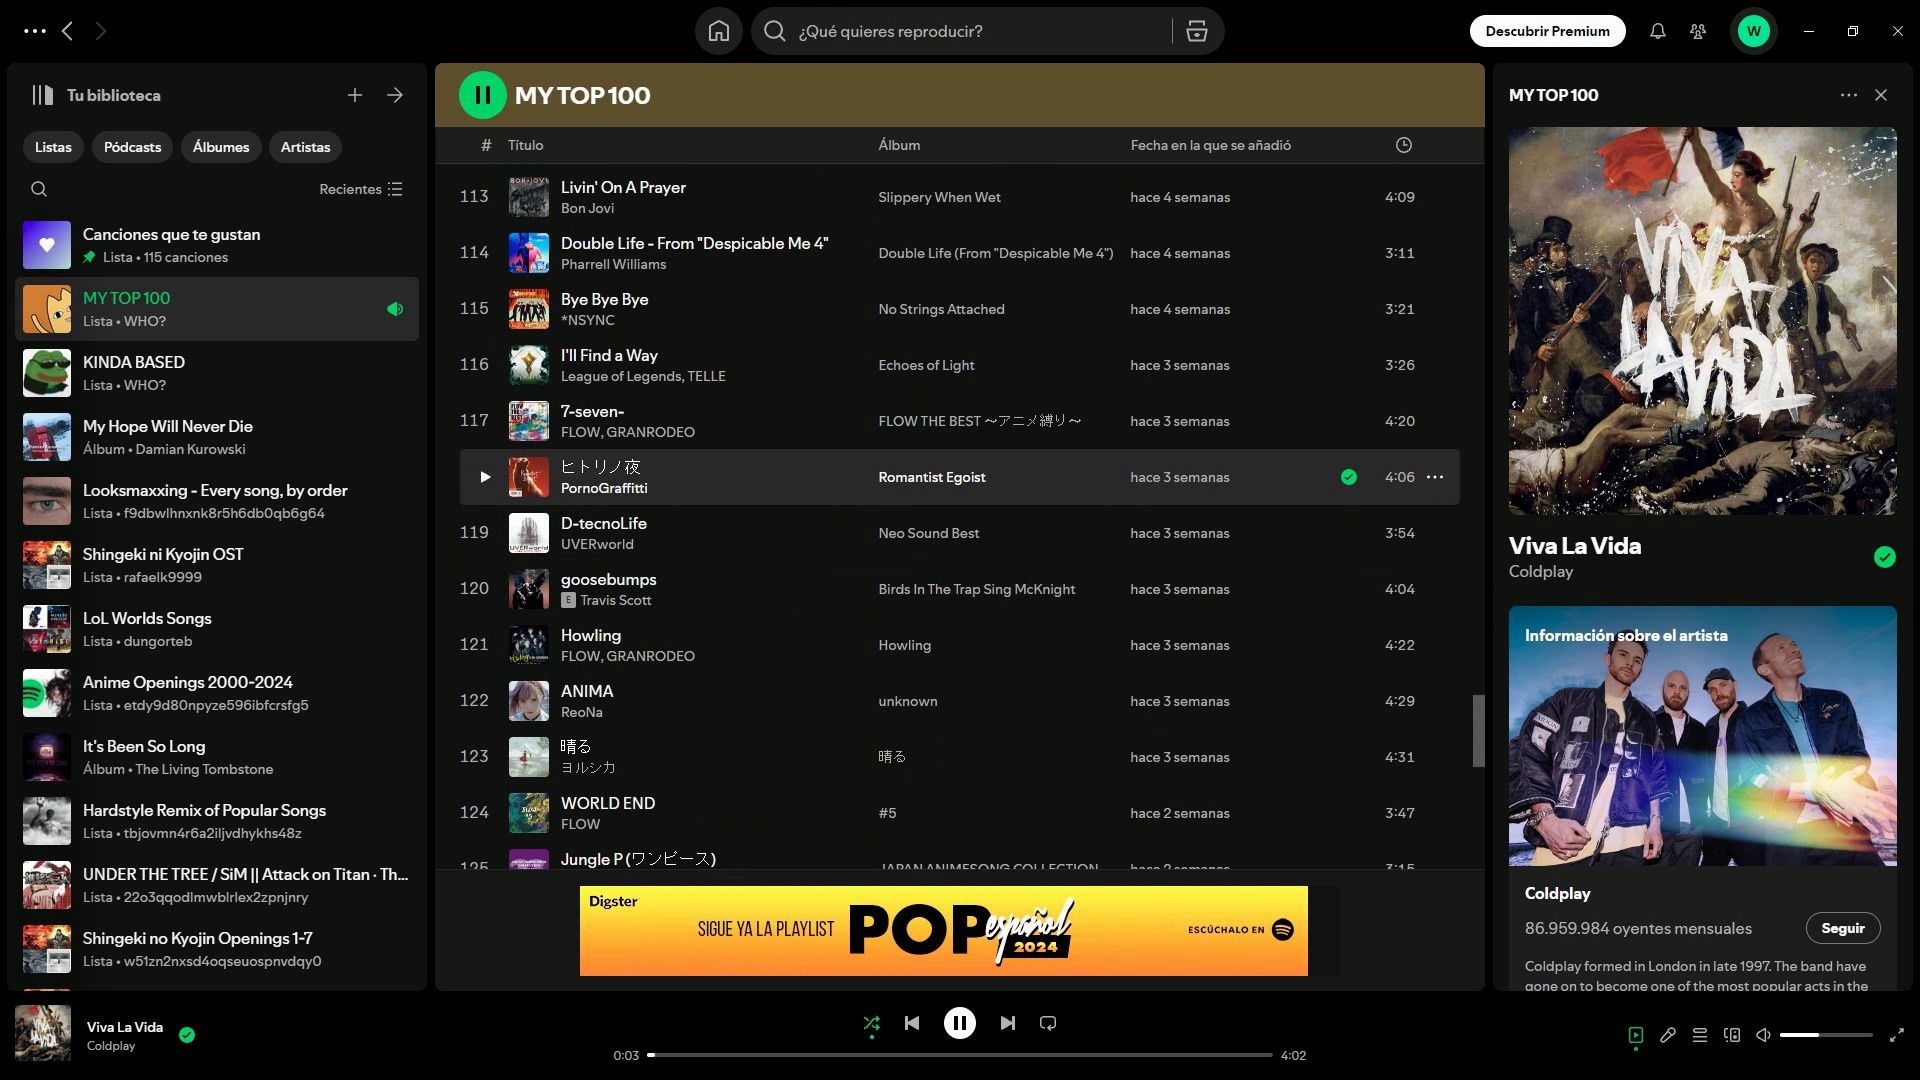 ¿Qué quieres reproducir?
Descubrir Premium
W
Tu biblioteca
Listas
Pódcasts
Álbumes
Artistas
Recientes
Canciones que te gustan
Lista • 115 canciones
MY TOP 100
Lista • WHO?
KINDA BASED
Lista • WHO?
My Hope Will Never Die
Álbum • Damian Kurowski
Looksmaxxing - Every song, by order
Lista • f9dbwlhnxnk8r5h6db0qb6g64
Shingeki ni Kyojin OST
Lista • rafaelk9999
LoL Worlds Songs
Lista • dungorteb
Anime Openings 2000-2024
Lista • etdy9d80npyze596ibfcrsfg5
It's Been So Long
Álbum • The Living Tombstone
Hardstyle Remix of Popular Songs
Lista • tbjovmn4r6a2iljvdhykhs48z
UNDER THE TREE / SiM || Attack on Titan · Th...
Lista • 22o3qqodlmwblrlex2zpnjnry
Shingeki no Kyojin Openings 1-7
Lista • w51zn2nxsd4oqseuospnvdqy0
MY TOP 100
# Título Álbum Fecha en la que se añadió
113 Livin' On A Prayer Slippery When Wet hace 4 semanas 4:09
Bon Jovi
114 Double Life - From "Despicable Me 4" Double Life (From "Despicable Me 4") hace 4 semanas 3:11
Pharrell Williams
115 Bye Bye Bye No Strings Attached hace 4 semanas 3:21
*NSYNC
116 I'll Find a Way Echoes of Light hace 3 semanas 3:26
League of Legends, TELLE
117 7-seven- FLOW THE BEST ～アニメ縛り～ hace 3 semanas 4:20
FLOW, GRANRODEO
ヒトリノ夜 Romantist Egoist hace 3 semanas 4:06
PornoGraffitti
119 D-tecnoLife Neo Sound Best hace 3 semanas 3:54
UVERworld
120 goosebumps Birds In The Trap Sing McKnight hace 3 semanas 4:04
E Travis Scott
121 Howling Howling hace 3 semanas 4:22
FLOW, GRANRODEO
122 ANIMA unknown hace 3 semanas 4:29
ReoNa
123 晴る 晴る hace 3 semanas 4:31
ヨルシカ
124 WORLD END #5 hace 2 semanas 3:47
FLOW
125 Jungle P (ワンピース) JAPAN ANIMESONG COLLECTION hace 2 semanas 3:15
Digster
SIGUE YA LA PLAYLIST POP español 2024 ESCÚCHALO EN
MY TOP 100
VIVA
LA VIDA
Viva La Vida
Coldplay
Información sobre el artista
Coldplay
86.959.984 oyentes mensuales
Seguir
Coldplay formed in London in late 1997. The band have
gone on to become one of the most popular acts in the
Viva La Vida
Coldplay
0:03 4:02